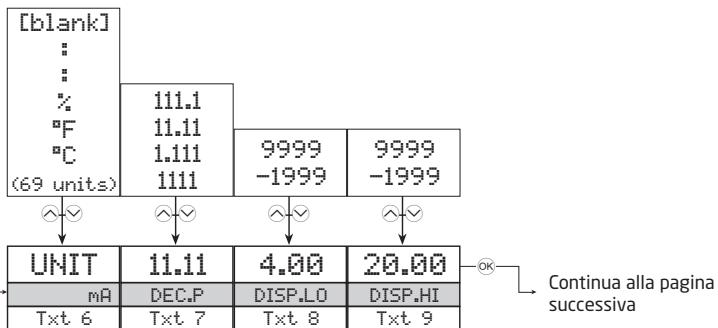 [blank]
:
:
%
°F
°C
(69 units)
111.1
11.11
1.111
1111
9999
-1999
9999
-1999
UNIT 11.11 4.00 20.00 OK
mA DEC.P DISP.LO DISP.HI
Txt 6 Txt 7 Txt 8 Txt 9
Continua alla pagina
successiva